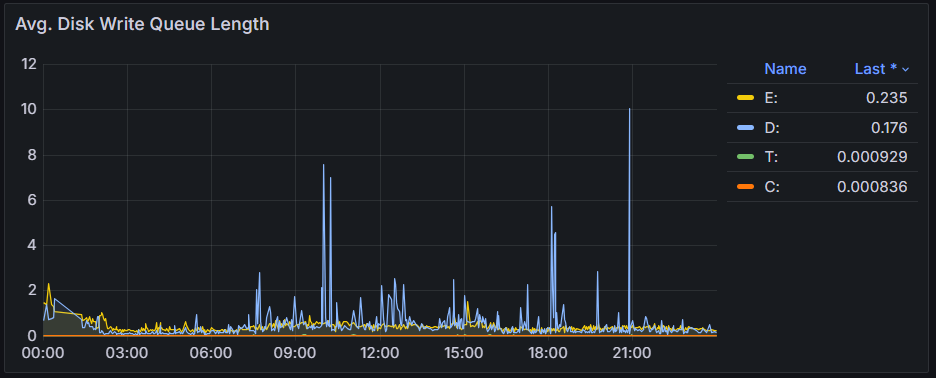 Avg. Disk Write Queue Length
12
10
8
6
4
2
0
00:00 03:00 06:00 09:00 12:00 15:00 18:00 21:00
Name Last *
E: 0.235
D: 0.176
T: 0.000929
C: 0.000836